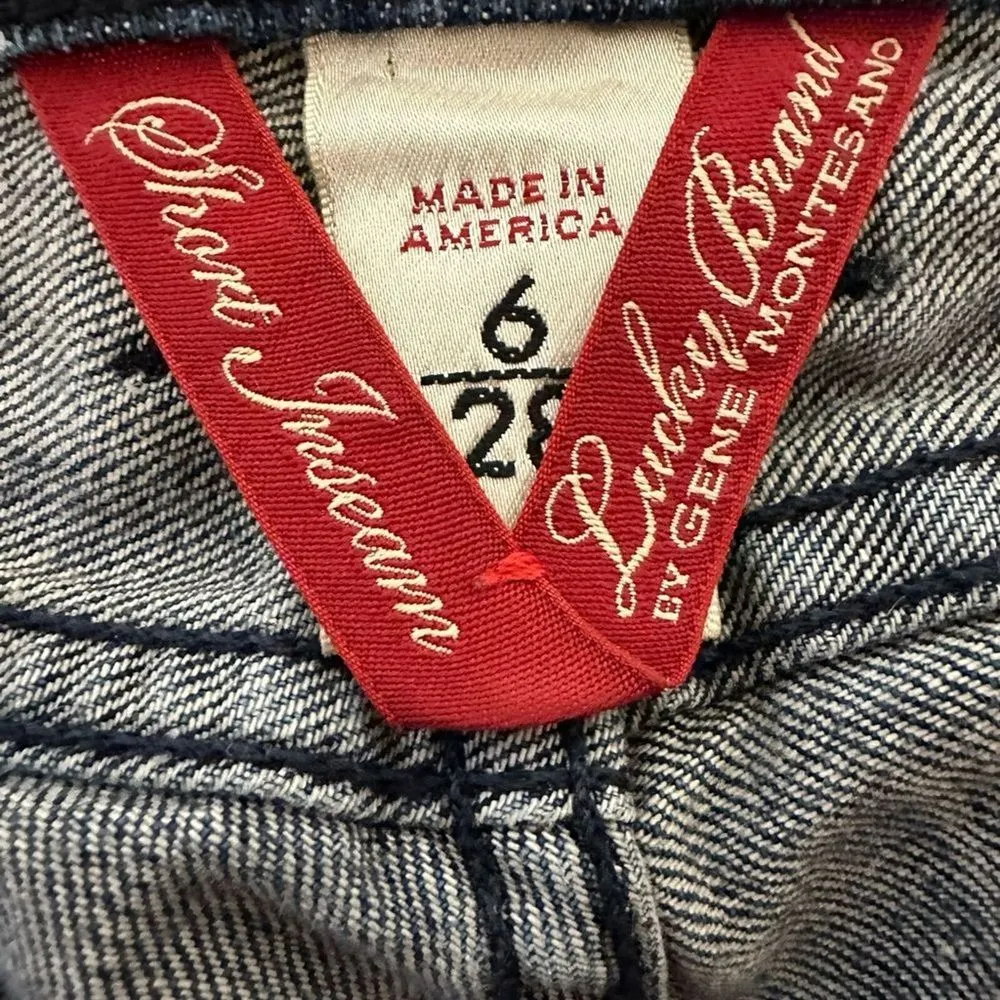 Short Inseam
MADE IN
AMERICA
6
28
Lucky Brand
BY GENE MONTESANO